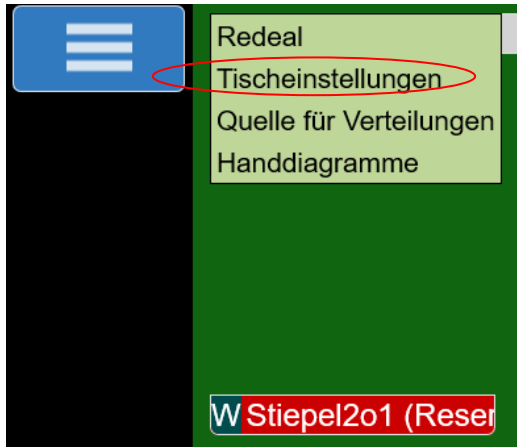 Redeal
Tischeinstellungen
Quelle für Verteilungen
Handdiagramme
W Stiepel2o1 (Reser